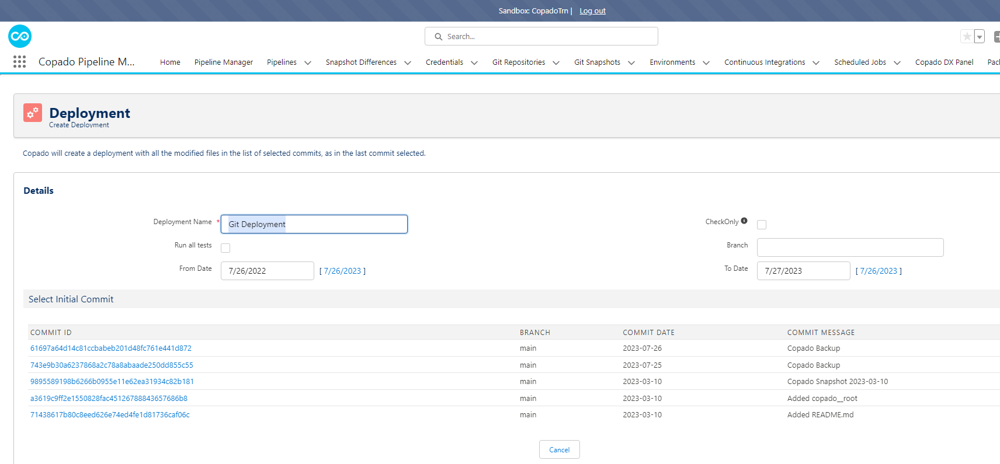 Sandbox: CopadoTrn | Log out
Search...
Copado Pipeline M... Home Pipeline Manager Pipelines Snapshot Differences Credentials Git Repositories Git Snapshots Environments Continuous Integrations Scheduled Jobs Copado DX Panel Pac
Deployment
Create Deployment
Copado will create a deployment with all the modified files in the list of selected commits, as in the last commit selected.
Details
Deployment Name * Git Deployment CheckOnly
Run all tests Branch
From Date 7/26/2022 [ 7/26/2023 ] To Date 7/27/2023 [ 7/26/2023 ]
Select Initial Commit
COMMIT ID BRANCH COMMIT DATE COMMIT MESSAGE
61697a64d14c81ccbabeb201d48fc761e441d872 main 2023-07-26 Copado Backup
743e9b30a6237868a2c78a8abaade250dd855c55 main 2023-07-25 Copado Backup
9895589198b6266b0955e11e62ea31934c82b181 main 2023-03-10 Copado Snapshot 2023-03-10
a3619c9ff2e1550828fac45126788843657686b8 main 2023-03-10 Added copado__root
71438617b80c8eed626e74ed4fe1d81736caf06c main 2023-03-10 Added README.md
Cancel